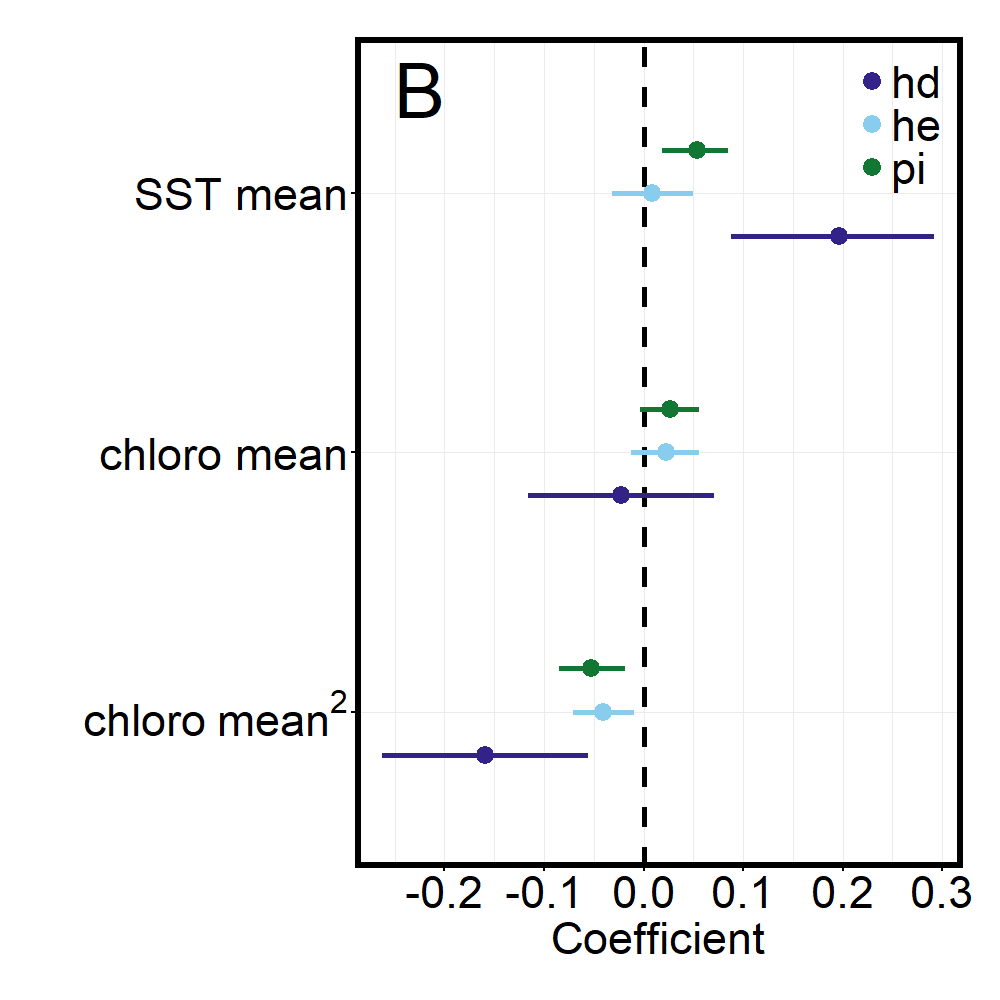 B
hd
he
pi
SST mean
chloro mean
chloro mean²
-0.2 -0.1 0.0 0.1 0.2 0.3
Coefficient